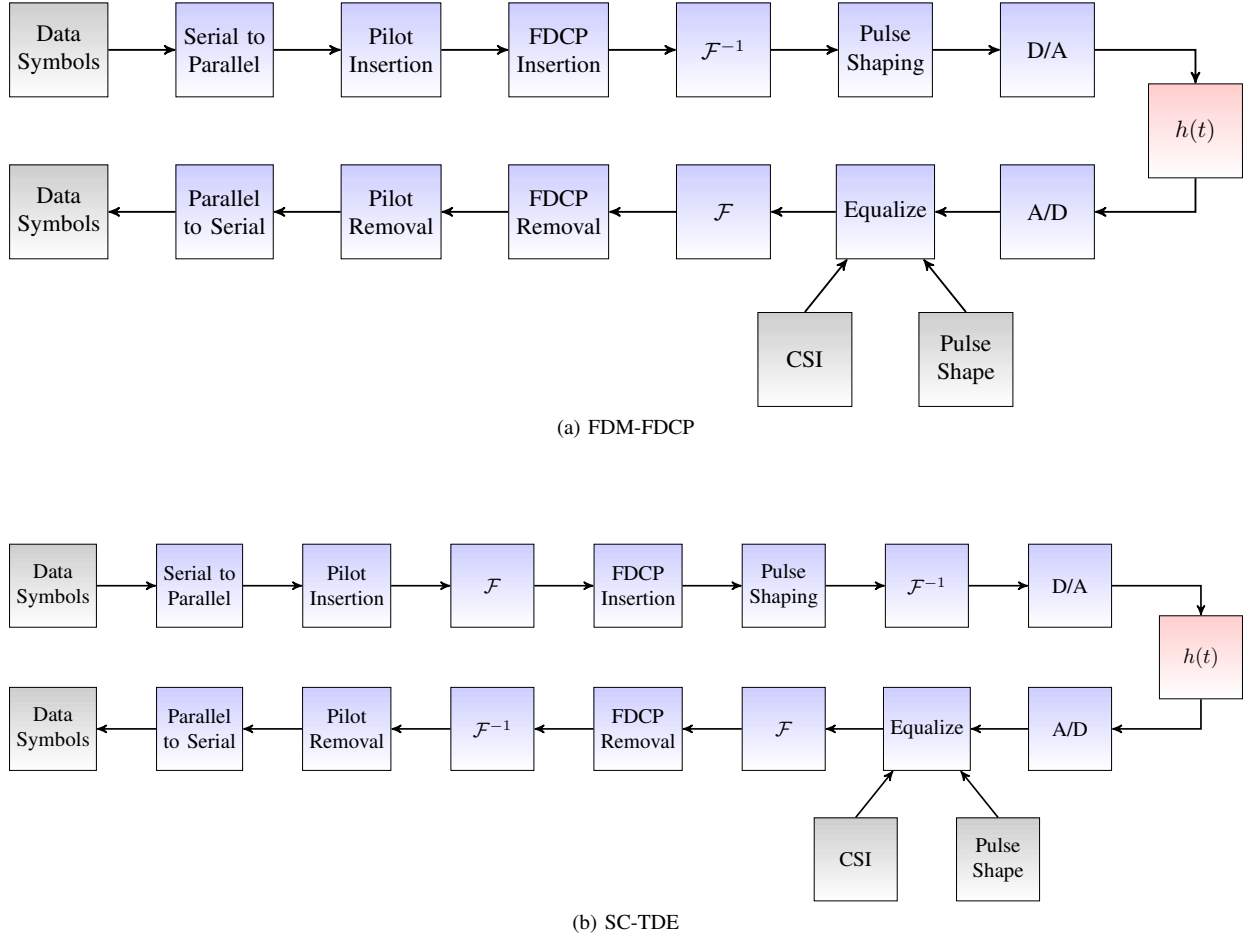 Data
Symbols
Serial to
Parallel
Pilot
Insertion
FDCP
Insertion
ℱ⁻¹
Pulse
Shaping
D/A
h(t)
Data
Symbols
Parallel
to Serial
Pilot
Removal
FDCP
Removal
ℱ
Equalize
A/D
CSI
Pulse
Shape
(a) FDM-FDCP
Data
Symbols
Serial to
Parallel
Pilot
Insertion
ℱ
FDCP
Insertion
Pulse
Shaping
ℱ⁻¹
D/A
h(t)
Data
Symbols
Parallel
to Serial
Pilot
Removal
ℱ⁻¹
FDCP
Removal
ℱ
Equalize
A/D
CSI
Pulse
Shape
(b) SC-TDE